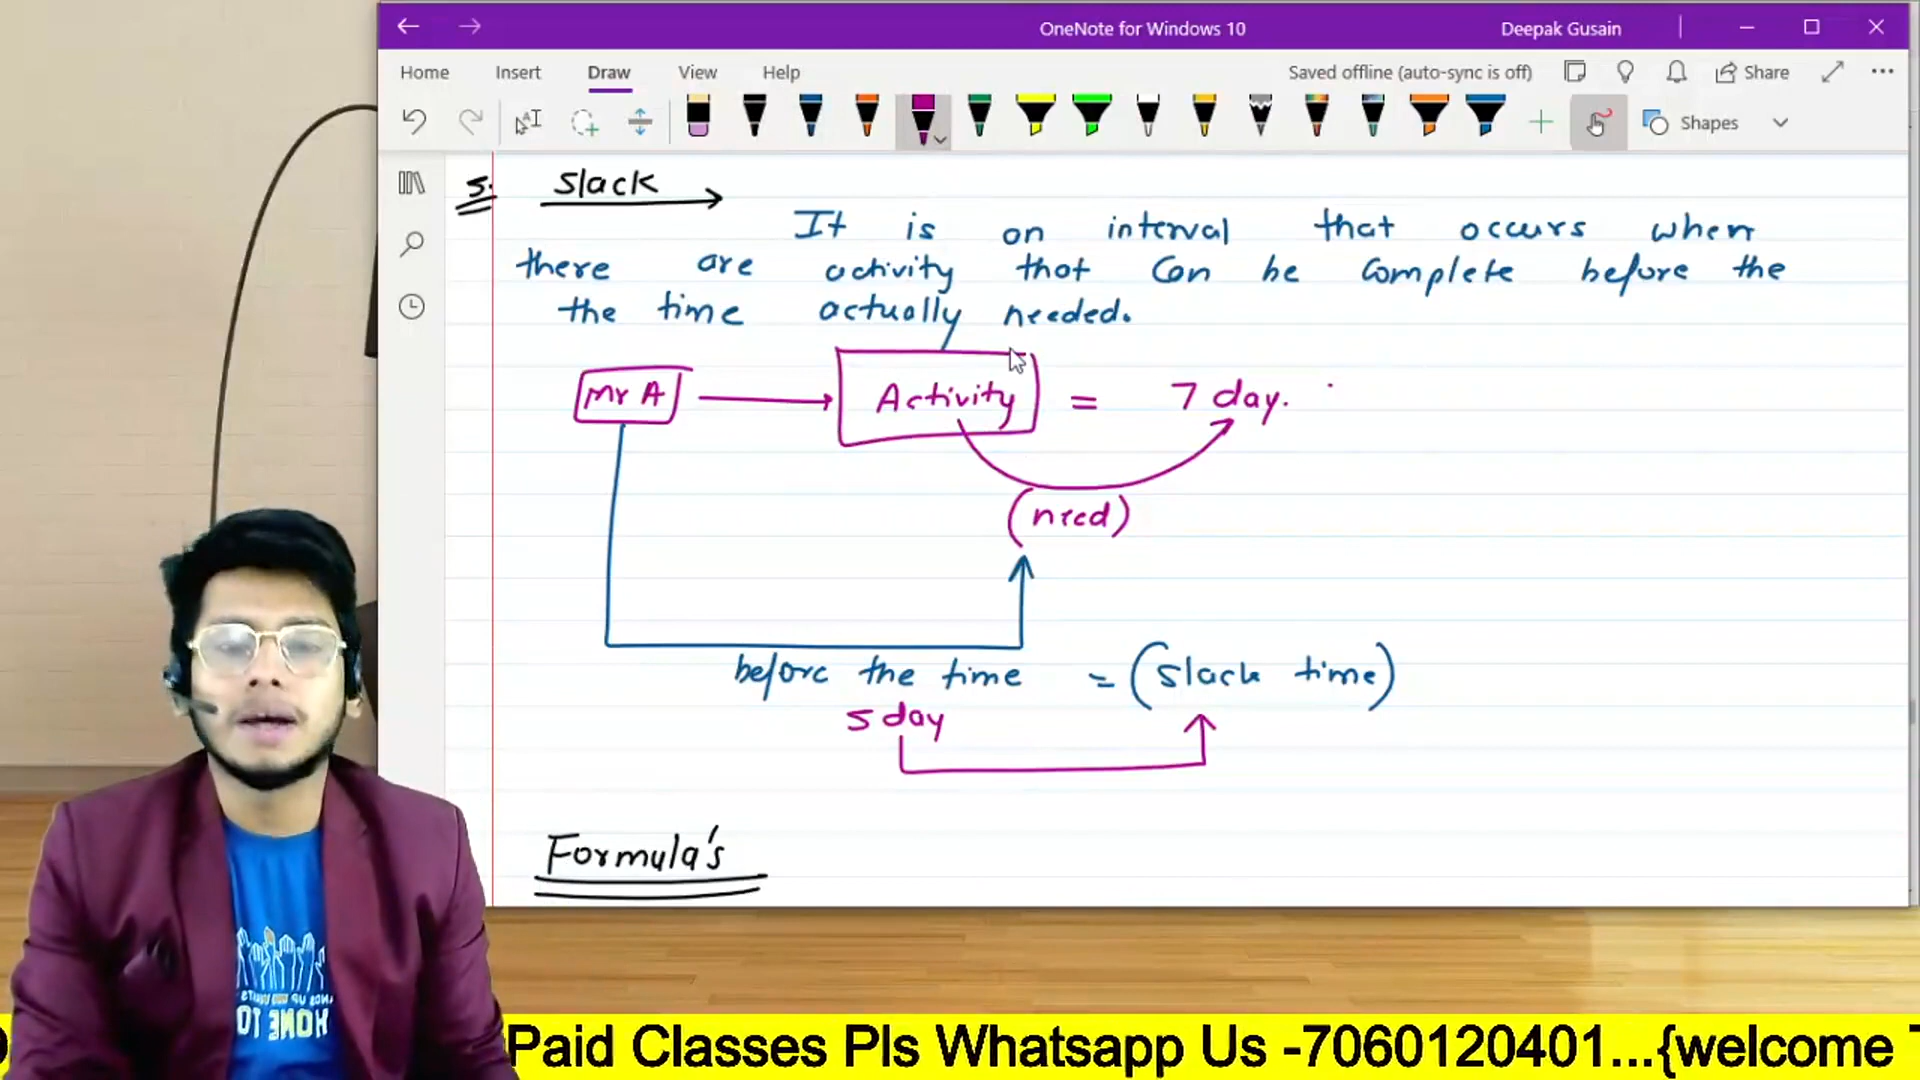 OneNote for Windows 10
Deepak Gusain
Home Insert Draw View Help
Saved offline (auto-sync is off)
Share
Shapes
5. Slack
It is on interval that occurs when
there are activity that can be complete before the
the time actually needed.
Mr A
Activity = 7 day.
(need)
before the time = (slack time)
5 day
Formula's
HOME TO
Paid Classes Pls Whatsapp Us -7060120401...{welcome T